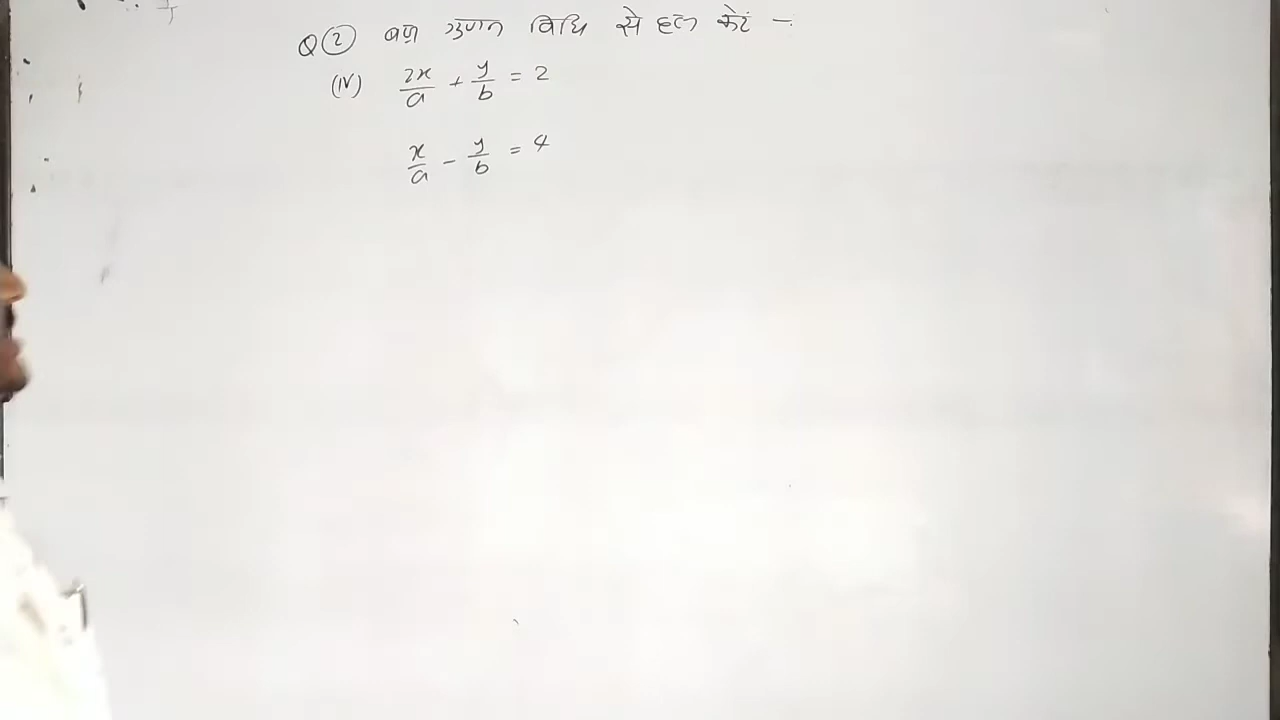 Q② वज्र गुणन विधि से हल करें -
(iv) 2x/a + y/b = 2
x/a - y/b = 4